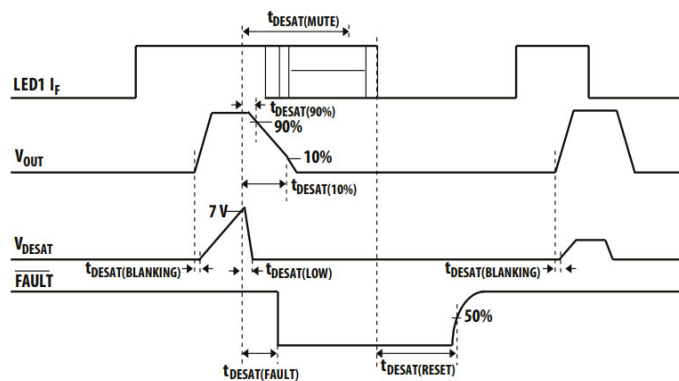 tDESAT(MUTE)
LED1 IF
tDESAT(90%)
90%
VOUT
10%
tDESAT(10%)
7 V
VDESAT
tDESAT(BLANKING)
tDESAT(LOW)
tDESAT(BLANKING)
FAULT
50%
tDESAT(FAULT)
tDESAT(RESET)